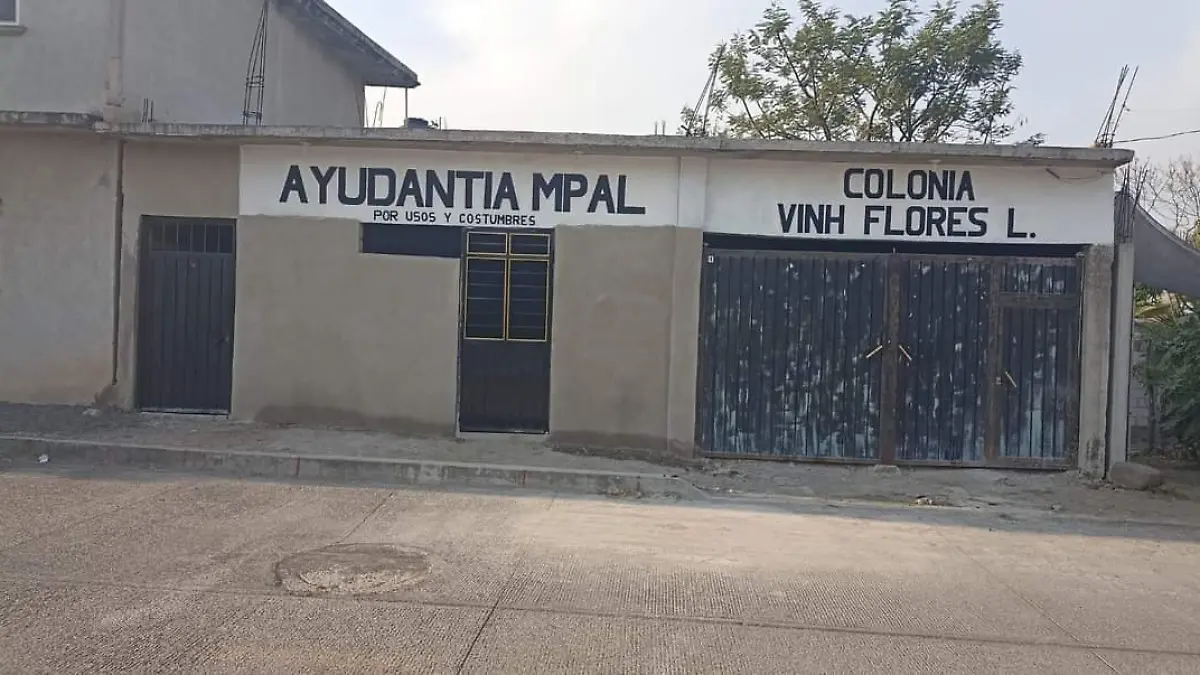 AYUDANTIA MPAL
POR USOS Y COSTUMBRES
COLONIA
VINH FLORES L.